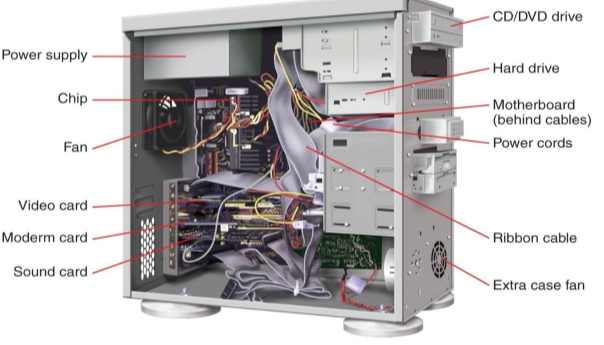 Power supply
Chip
Fan
Video card
Moderm card
Sound card
CD/DVD drive
Hard drive
Motherboard
(behind cables)
Power cords
Ribbon cable
Extra case fan